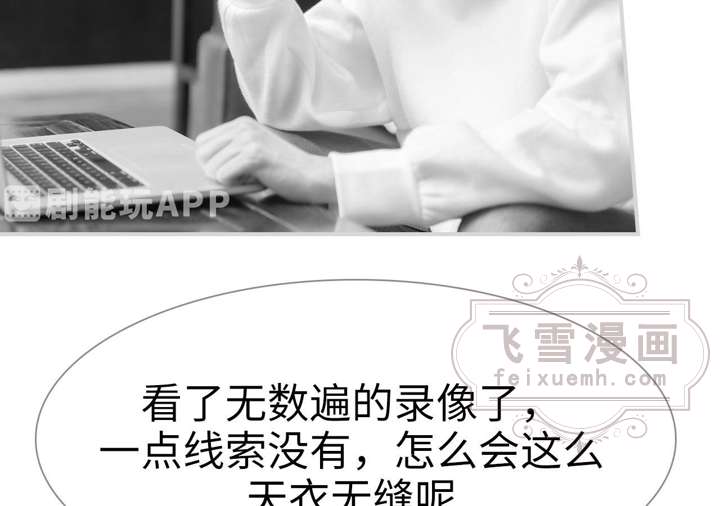 剧能玩APP
飞雪漫画
feixuemh.com
看了无数遍的录像了，
一点线索没有，怎么会这么
天衣无缝呢